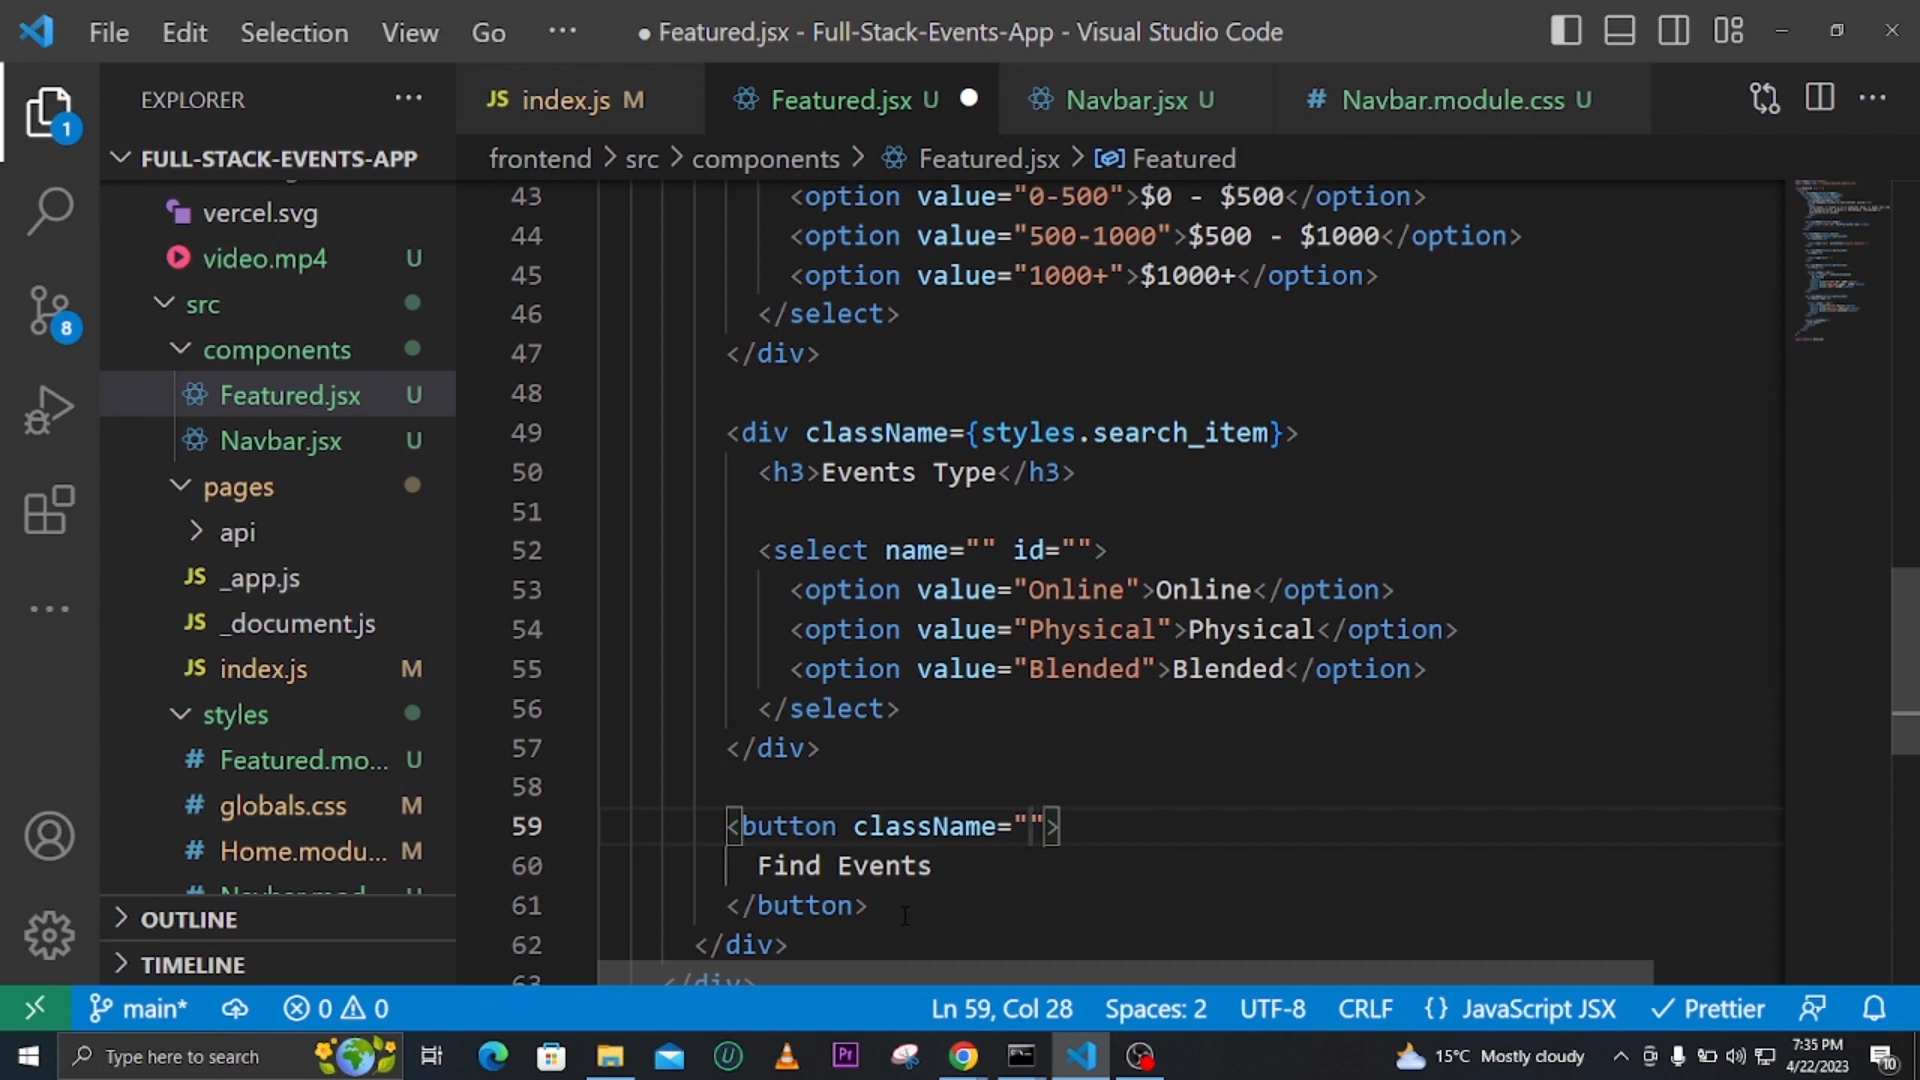 File Edit Selection View Go ··· ● Featured.jsx - Full-Stack-Events-App - Visual Studio Code
EXPLORER ···
JS index.js M
Featured.jsx U
Navbar.jsx U
# Navbar.module.css U
1
FULL-STACK-EVENTS-APP
frontend > src > components > Featured.jsx > Featured
vercel.svg
video.mp4 U
src
components
Featured.jsx U
Navbar.jsx U
pages
api
JS _app.js
JS _document.js
JS index.js M
styles
# Featured.mo... U
# globals.css M
# Home.modu... M
OUTLINE
TIMELINE
8
43 <option value="0-500">$0 - $500</option>
44 <option value="500-1000">$500 - $1000</option>
45 <option value="1000+">$1000+</option>
46 </select>
47 </div>
48
49 <div className={styles.search_item}>
50 <h3>Events Type</h3>
51
52 <select name="" id="">
53 <option value="Online">Online</option>
54 <option value="Physical">Physical</option>
55 <option value="Blended">Blended</option>
56 </select>
57 </div>
58
59 <button className="">
60 Find Events
61 </button>
62 </div>
63 </div>
main* 0 0 Ln 59, Col 28 Spaces: 2 UTF-8 CRLF {} JavaScript JSX ✓ Prettier
Type here to search
Pr
15°C Mostly cloudy
7:35 PM
4/22/2023
10